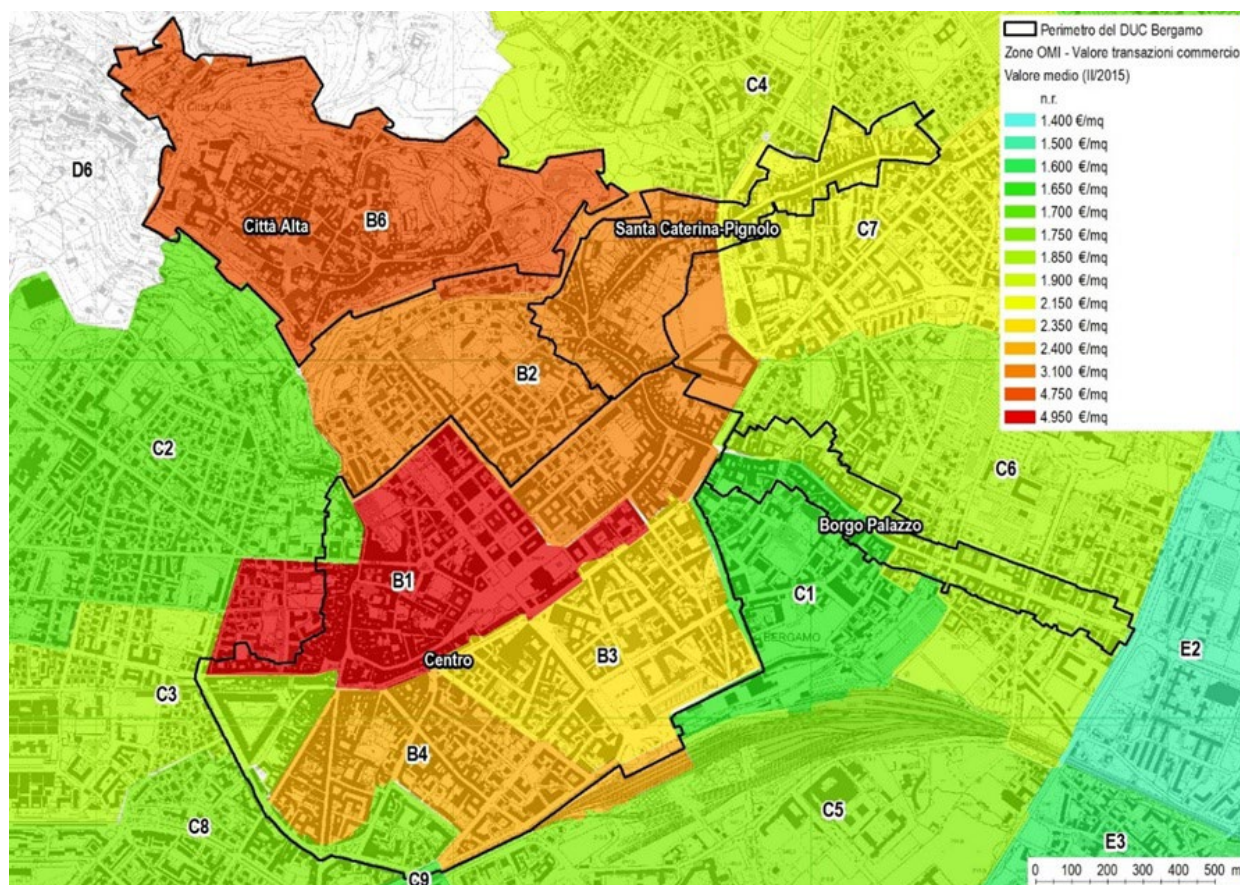 Perimetro del DUC Bergamo
Zone OMI - Valore transazioni commercio
Valore medio (II/2015)
n.r.
1.400 €/mq
1.500 €/mq
1.600 €/mq
1.650 €/mq
1.700 €/mq
1.750 €/mq
1.850 €/mq
1.900 €/mq
2.150 €/mq
2.350 €/mq
2.400 €/mq
3.100 €/mq
4.750 €/mq
4.950 €/mq
C4
D6
Città Alta
B6
Santa Caterina-Pignolo
C7
B2
C2
C6
Borgo Palazzo
B1
C1
BERGAMO
Centro
B3
E2
C3
B4
C8
C5
E3
C9
0 100 200 300 400 500 m